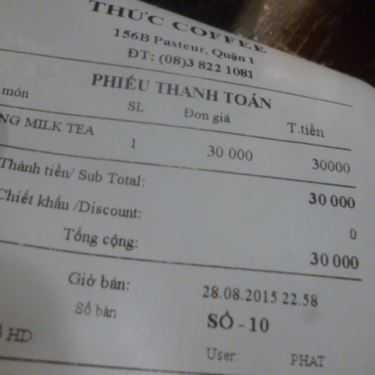 THỨC COFFEE
156B Pasteur, Quận 1
ĐT: (08)3 822 1081
PHIẾU THANH TOÁN
món SL Đơn giá T.tiền
NG MILK TEA 1 30 000 30000
Thành tiền/ Sub Total: 30 000
Chiết khấu /Discount: 0
Tổng cộng: 30 000
Giờ bán: 28.08.2015 22.58
Số bàn SỐ - 10
HD User: PHAT